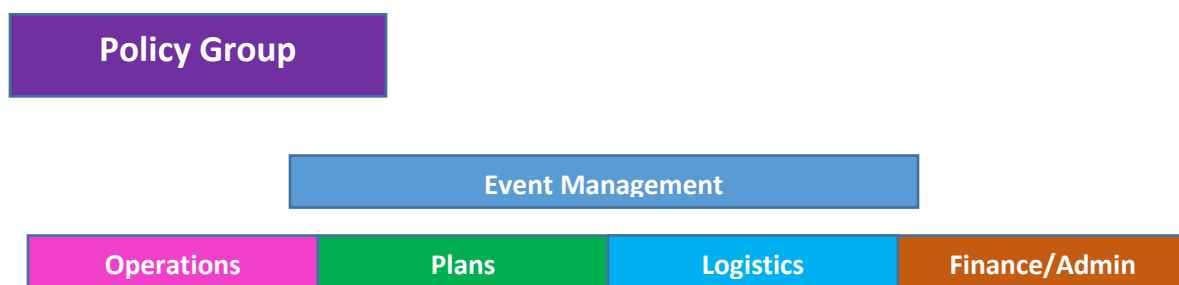 Policy Group
Event Management
Operations Plans Logistics Finance/Admin